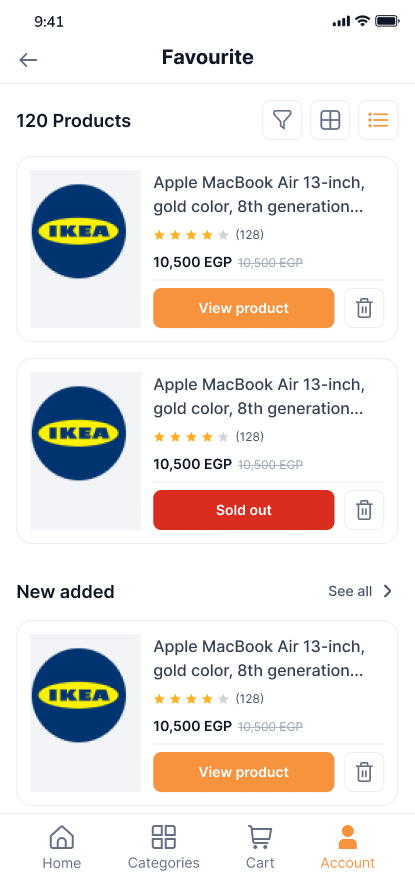 9:41
Favourite
120 Products
IKEA
Apple MacBook Air 13-inch,
gold color, 8th generation...
(128)
10,500 EGP 10,500 EGP
View product
IKEA
Apple MacBook Air 13-inch,
gold color, 8th generation...
(128)
10,500 EGP 10,500 EGP
Sold out
New added
See all
IKEA
Apple MacBook Air 13-inch,
gold color, 8th generation...
(128)
10,500 EGP 10,500 EGP
View product
Home Categories Cart Account